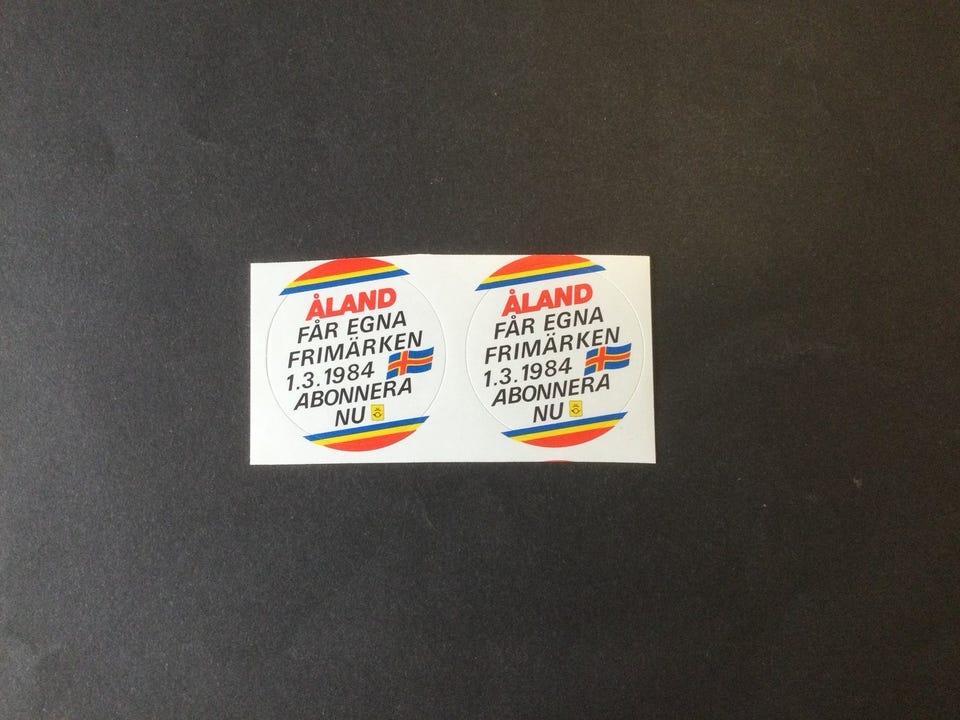 ÅLAND
FÅR EGNA
FRIMÄRKEN
1.3.1984
ABONNERA
NU
ÅLAND
FÅR EGNA
FRIMÄRKEN
1.3.1984
ABONNERA
NU